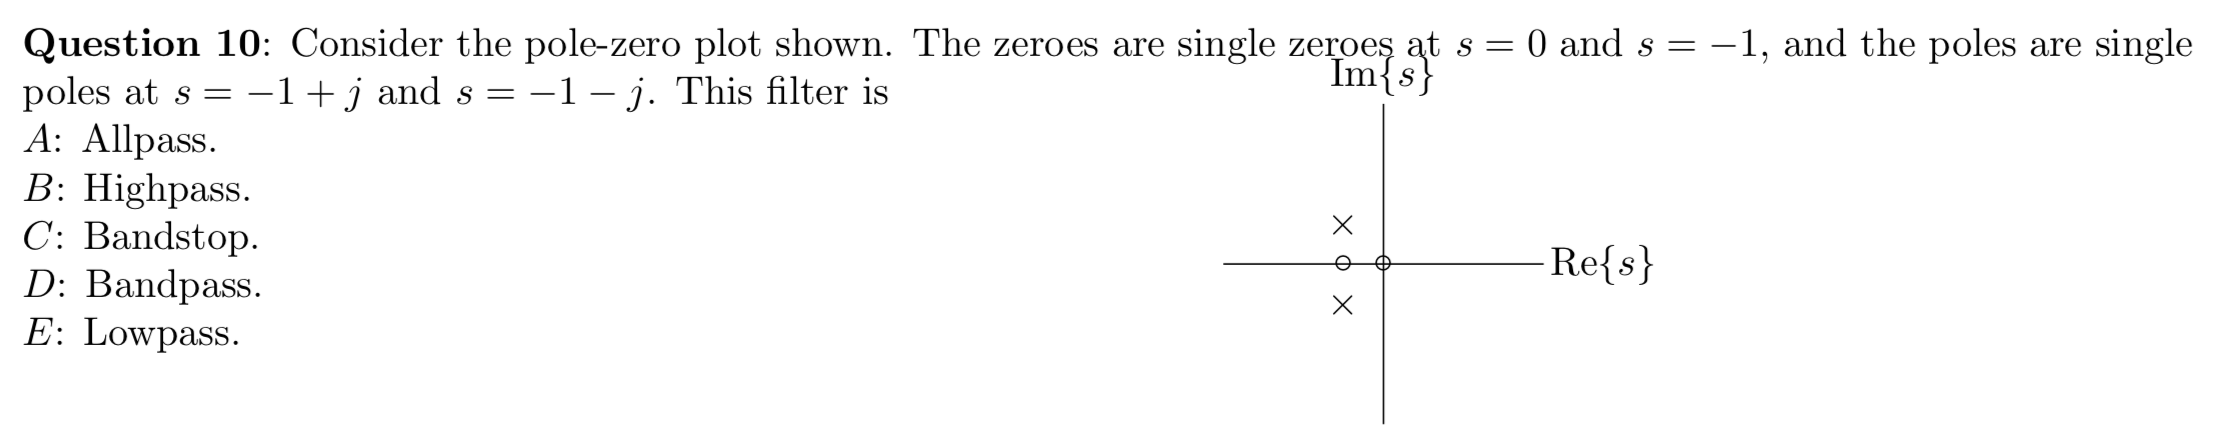 Question 10: Consider the pole-zero plot shown. The zeroes are single zeroes at s = 0 and s = −1, and the poles are single
poles at s = −1 + j and s = −1 − j. This filter is
A: Allpass.
B: Highpass.
C: Bandstop.
D: Bandpass.
E: Lowpass.
Im{s}
Re{s}